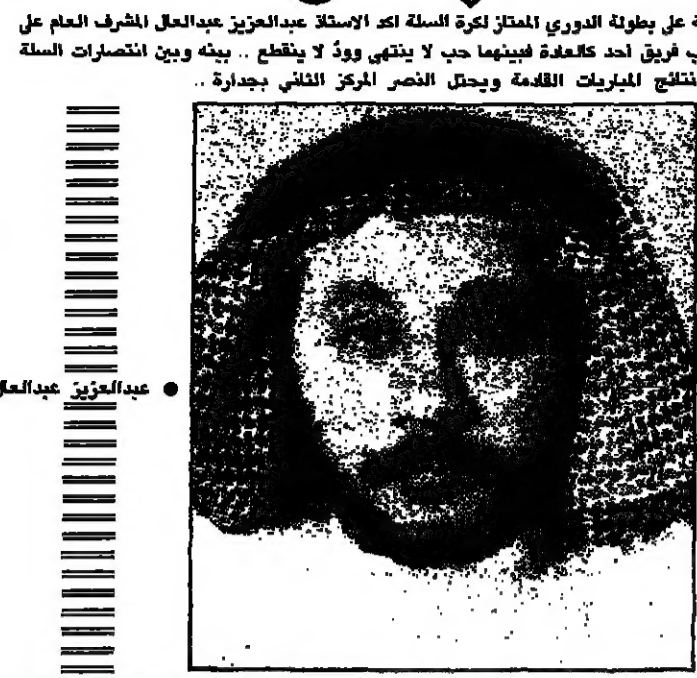 على بطولة الدوري الممتاز لكرة السلة اكد الاستاذ عبدالعزيز عبدالعال المشرف العام على
فريق أحد كالعادة فبينهما حب لا ينتهي وودُ لا ينقطع .. بينه وبين انتصارات السلة
نتائج المباريات القادمة ويحتل النصر المركز الثاني بجدارة ..
● عبدالعزيز عبدالعال